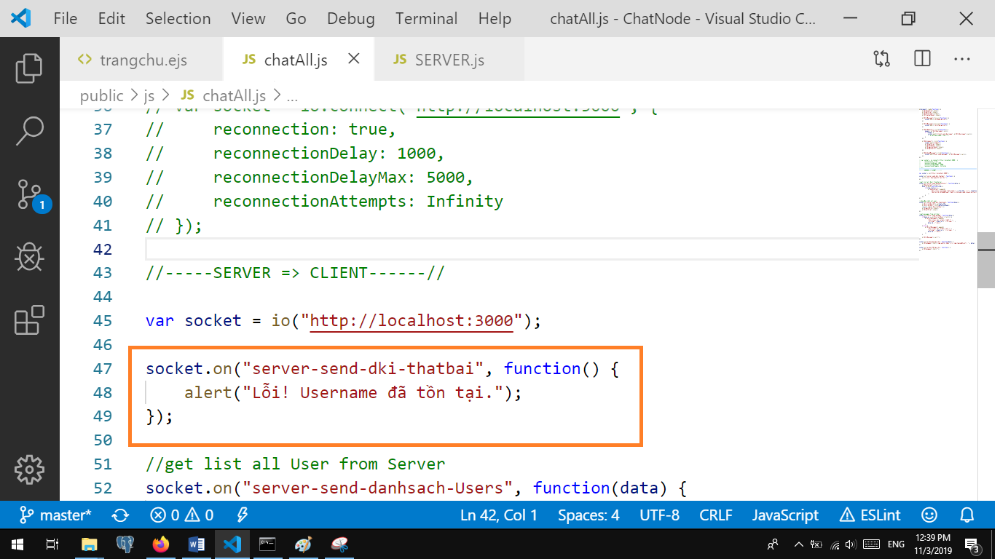 File Edit Selection View Go Debug Terminal Help chatAll.js - ChatNode - Visual Studio C...
trangchu.ejs JS chatAll.js JS SERVER.js
public > js > JS chatAll.js > ...
37 // reconnection: true,
38 // reconnectionDelay: 1000,
39 // reconnectionDelayMax: 5000,
40 // reconnectionAttempts: Infinity
41 // });
42
43 //-----SERVER => CLIENT------//
44
45 var socket = io("http://localhost:3000");
46
47 socket.on("server-send-dki-thatbai", function() {
48 alert("Lỗi! Username đã tồn tại.");
49 });
50
51 //get list all User from Server
52 socket.on("server-send-danhsach-Users", function(data) {
1
master* 0 0 Ln 42, Col 1 Spaces: 4 UTF-8 CRLF JavaScript ESLint
ENG 12:39 PM
11/3/2019 3